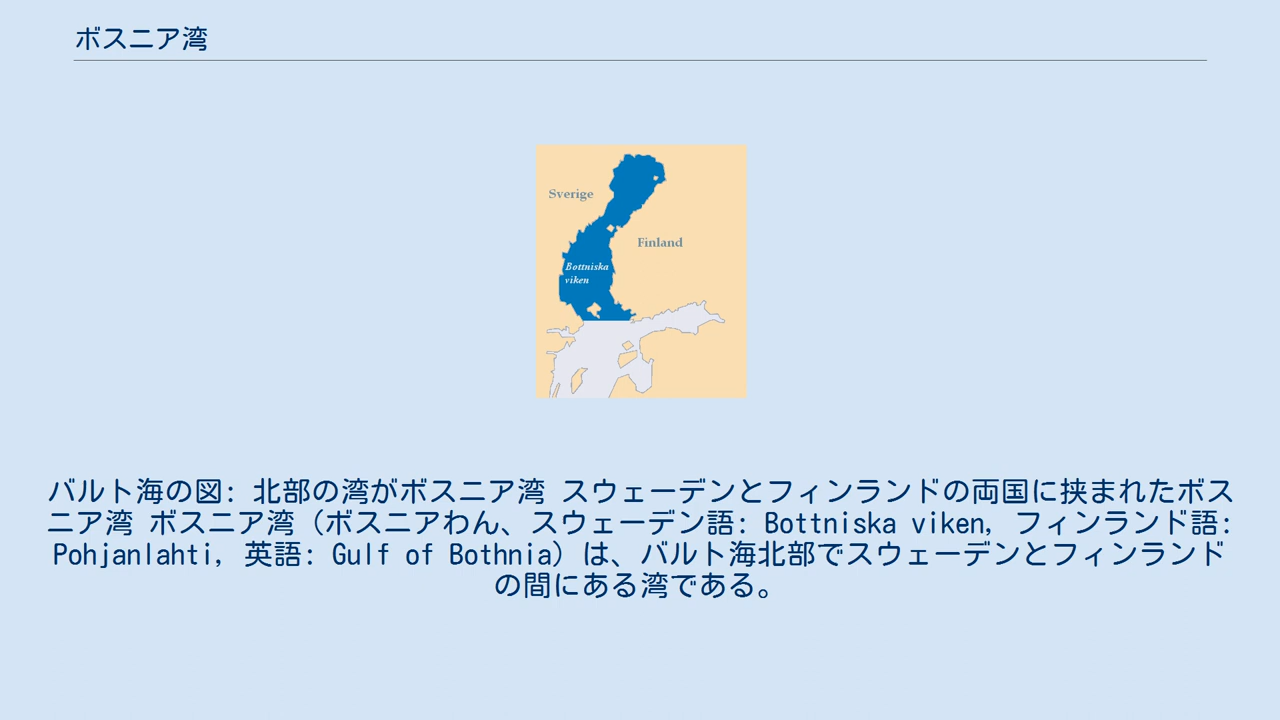 ボスニア湾
Sverige
Finland
Bottniska
viken
バルト海の図: 北部の湾がボスニア湾 スウェーデンとフィンランドの両国に挟まれたボス
ニア湾 ボスニア湾（ボスニアわん、スウェーデン語: Bottniska viken, フィンランド語:
Pohjanlahti, 英語: Gulf of Bothnia）は、バルト海北部でスウェーデンとフィンランド
の間にある湾である。